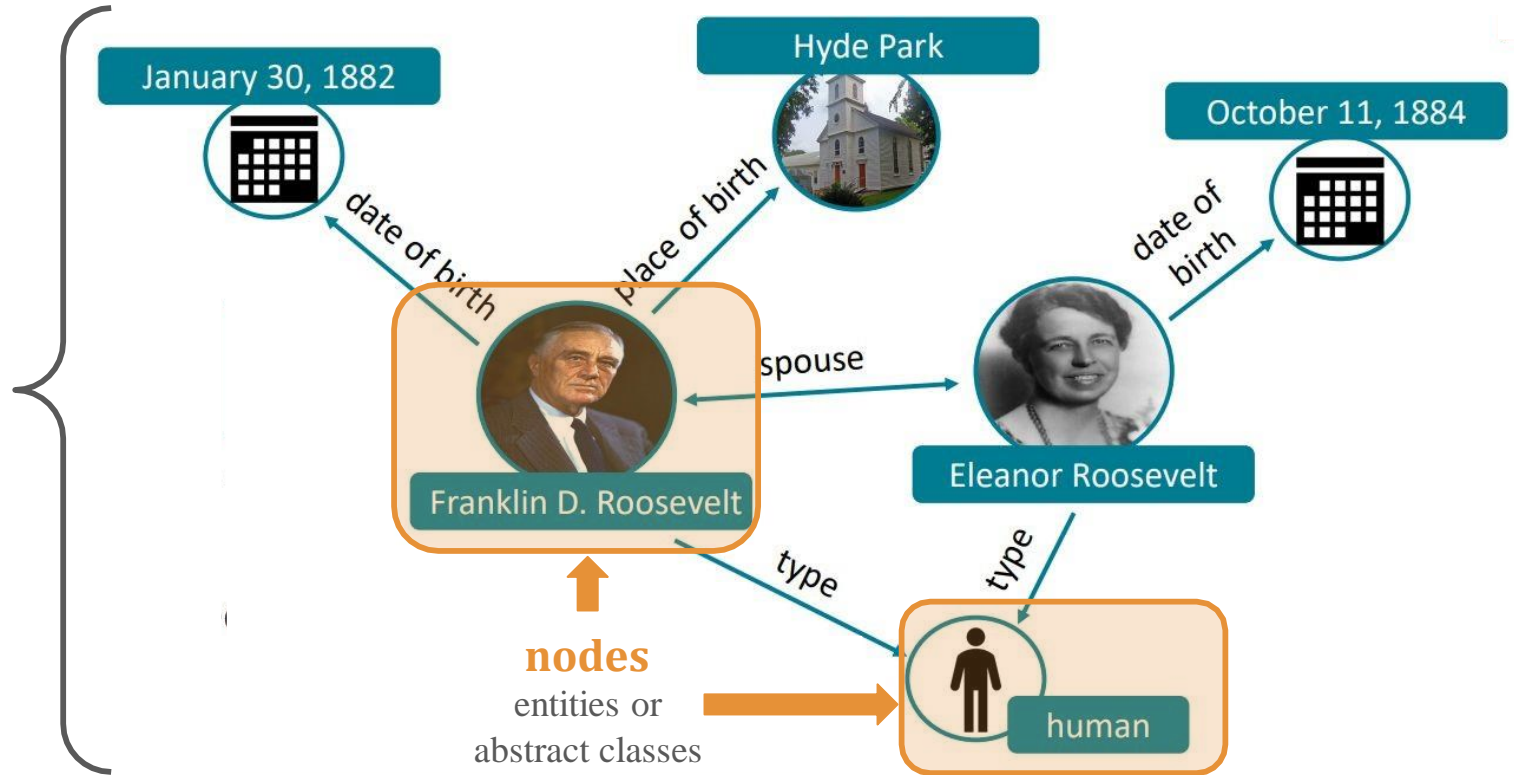 January 30, 1882
Hyde Park
October 11, 1884
date of birth
place of birth
date of
birth
spouse
Franklin D. Roosevelt
Eleanor Roosevelt
type
type
nodes
entities or
abstract classes
human